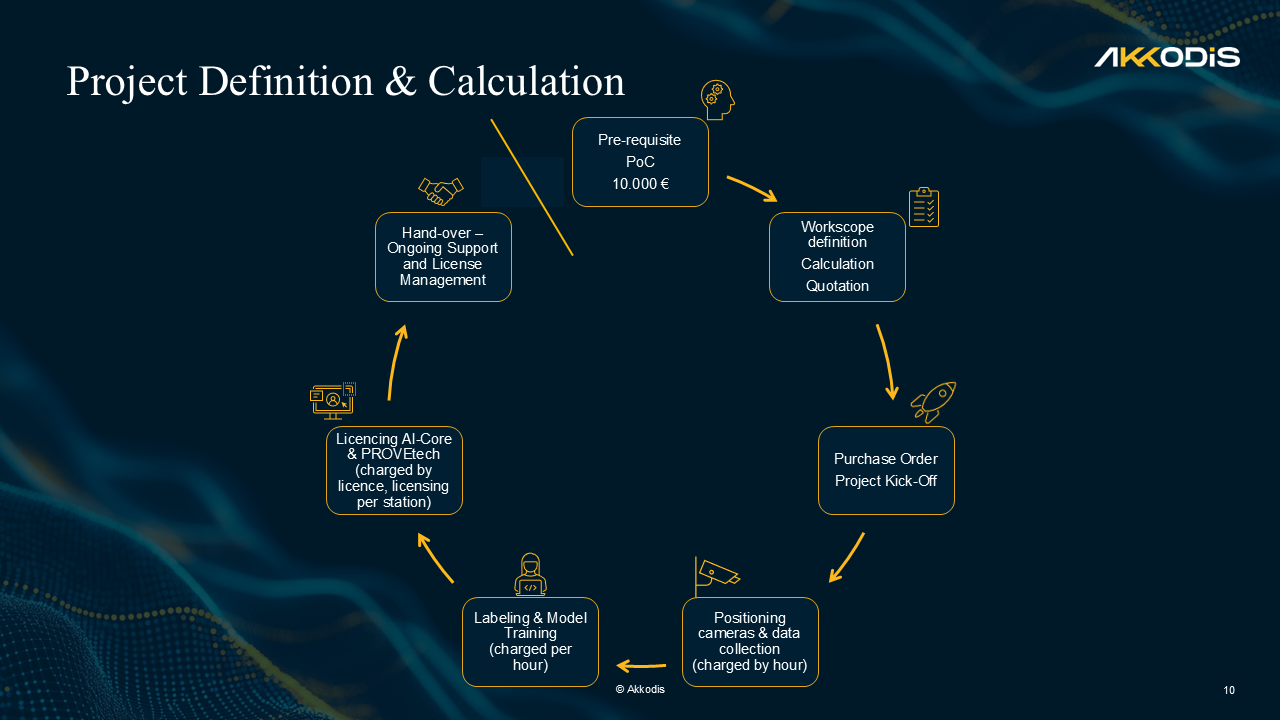 Project Definition & Calculation
AKKODiS
Pre-requisite
PoC
10.000 €
Workscope
definition
Calculation
Quotation
Purchase Order
Project Kick-Off
Positioning
cameras & data
collection
(charged by hour)
Labeling & Model
Training
(charged per
hour)
Licencing AI-Core
& PROVEtech
(charged by
licence, licensing
per station)
Hand-over –
Ongoing Support
and License
Management
© Akkodis
10